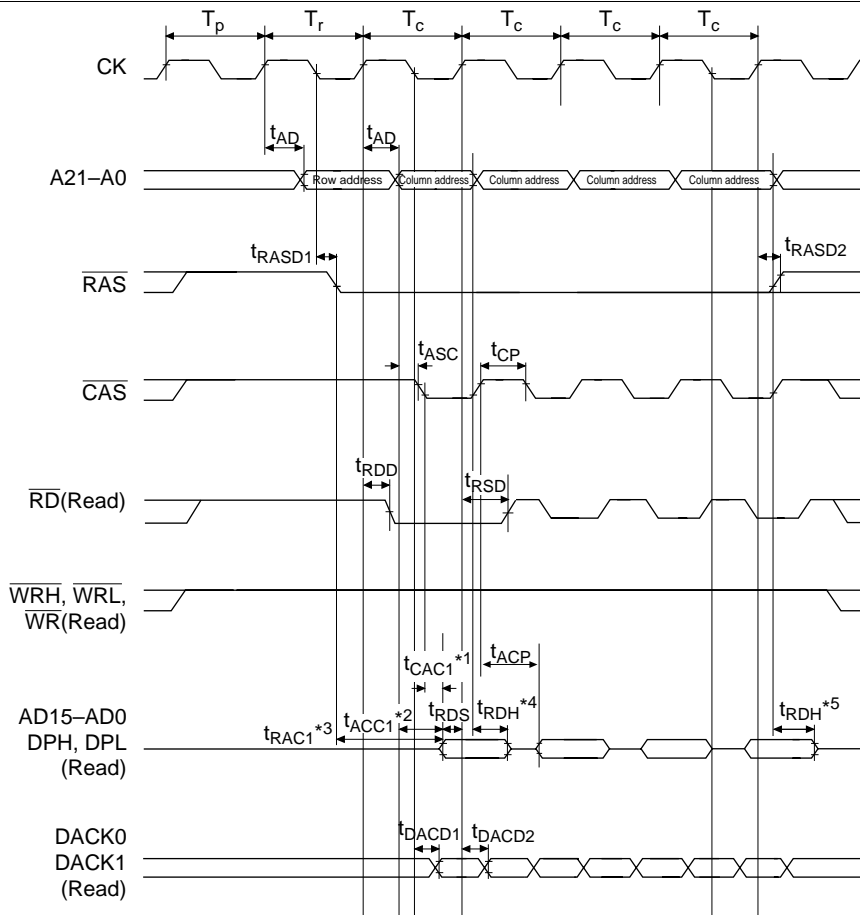 Tp Tr Tc Tc Tc Tc
CK
tAD tAD
A21–A0 Row address Column address Column address Column address Column address
tRASD1 tRASD2
RAS
tASC tCP
CAS
tRDD tRSD
RD(Read)
WRH, WRL,
WR(Read)
tCAC1*1 tACP
AD15–AD0
DPH, DPL
(Read)
tRAC1*3 tACC1*2 tRDS tRDH*4 tRDH*5
DACK0
DACK1
(Read)
tDACD1 tDACD2